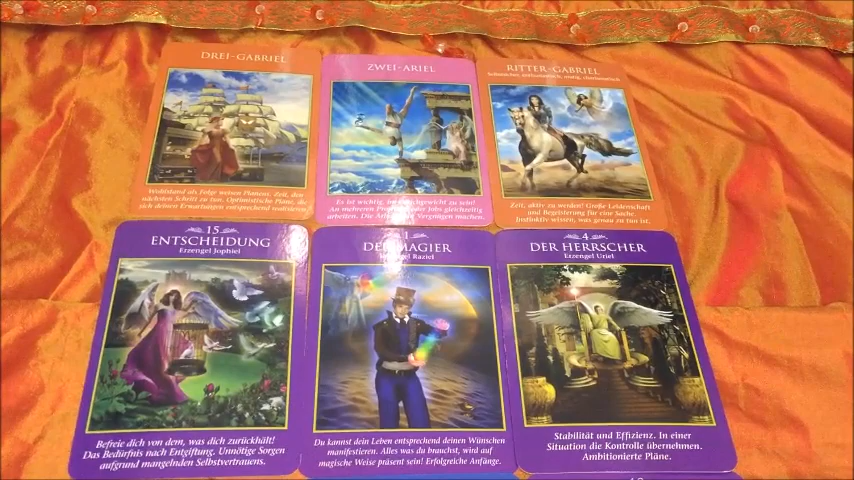 DREI·GABRIEL
Wohlstand als Folge weisen Planens. Zeit, den
nächsten Schritt zu tun. Optimistische Pläne, die
sich deinen Erwartungen entsprechend realisieren.
ZWEI·ARIEL
Es ist wichtig, im Gleichgewicht zu sein!
An mehreren oder Jobs gleichzeitig
arbeiten. Die Vergnügen machen.
RITTER·GABRIEL
Zeit, aktiv zu werden! Große Leidenschaft
und Begeisterung für eine Sache.
Instinktiv wissen, was genau zu tun ist.
15
ENTSCHEIDUNG
Erzengel Jophiel
Befreie dich von dem, was dich zurückhält!
Das Bedürfnis nach Entgiftung. Unnötige Sorgen
aufgrund mangelnden Selbstvertrauens.
1
DER MAGIER
Erzengel Raziel
Du kannst dein Leben entsprechend deinen Wünschen
manifestieren. Alles was du brauchst, wird auf
magische Weise präsent sein! Erfolgreiche Anfänge.
4
DER HERRSCHER
Erzengel Uriel
Stabilität und Effizienz. In einer
Situation die Kontrolle übernehmen.
Ambitionierte Pläne.